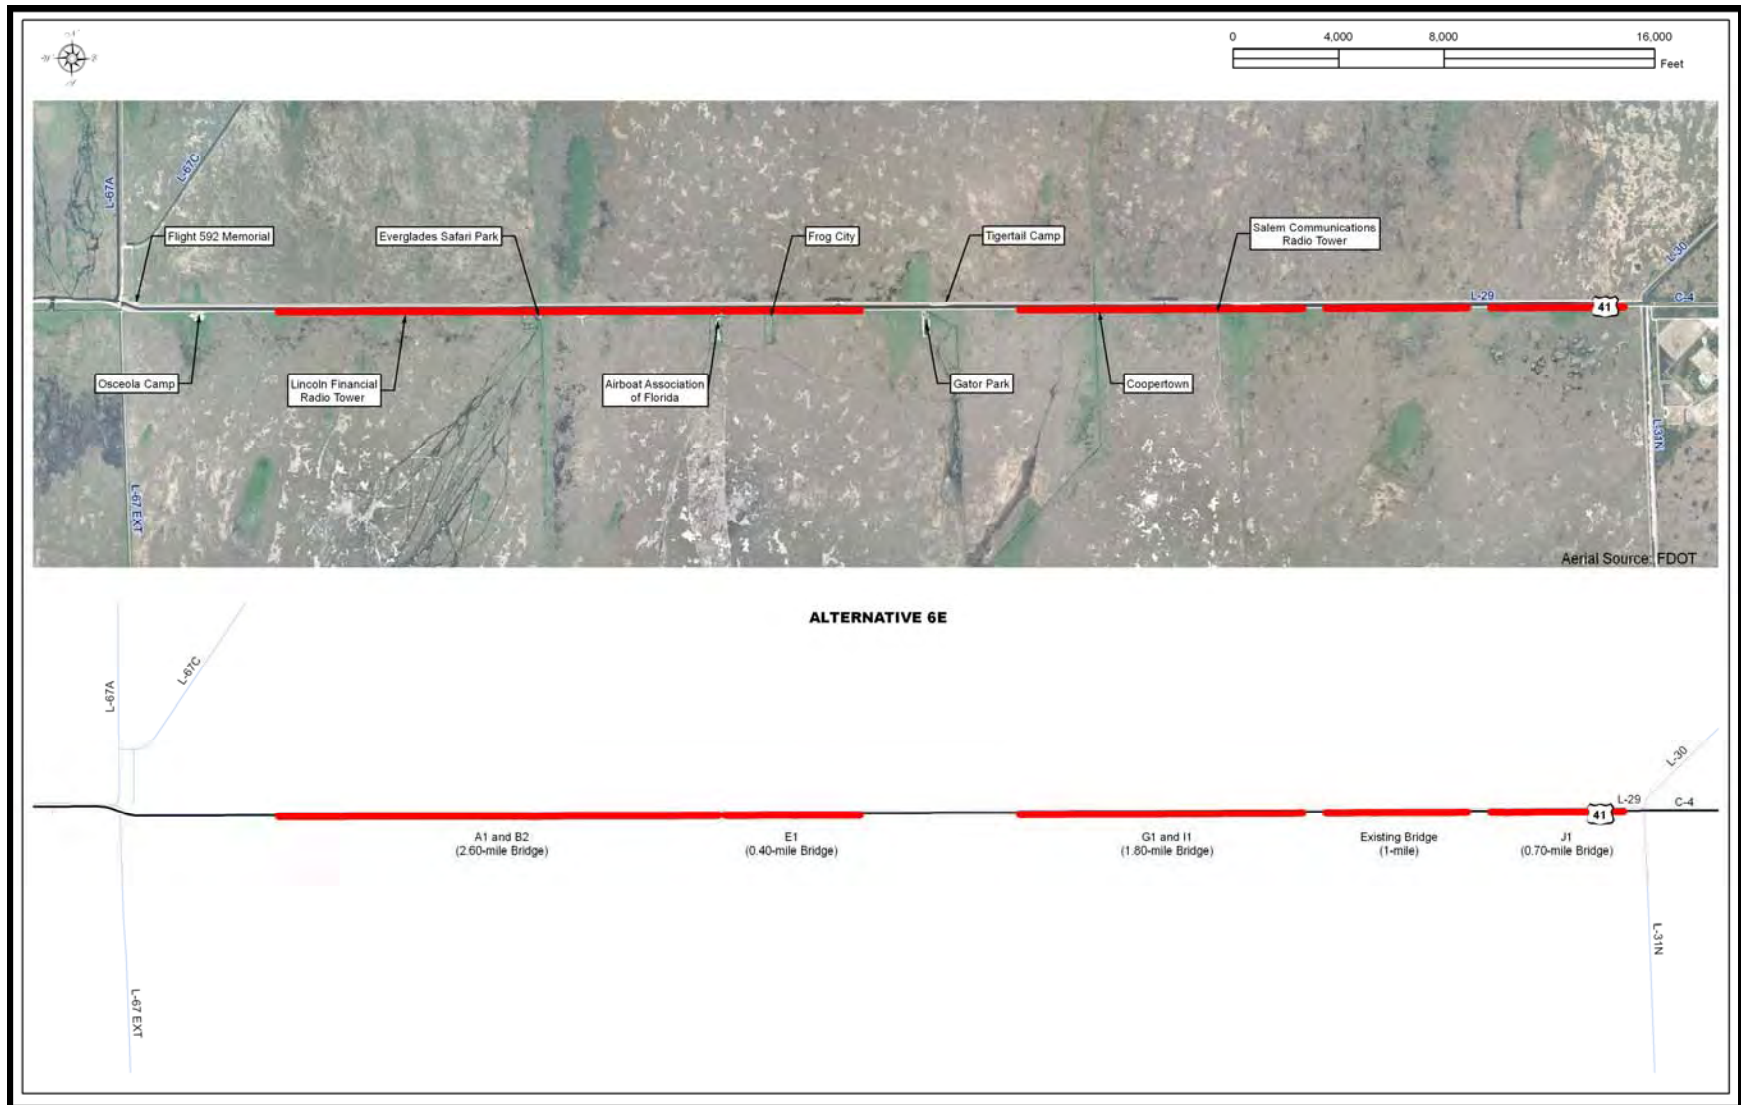 N
W
E
S
0 4,000 8,000 16,000
Feet
L-67A
L-67C
Flight 592 Memorial
Everglades Safari Park
Frog City
Tigertail Camp
Salem Communications
Radio Tower
L-30
L-29
41
C-4
Osceola Camp
Lincoln Financial
Radio Tower
Airboat Association
of Florida
Gator Park
Coopertown
L-31N
L-67 EXT
Aerial Source: FDOT
ALTERNATIVE 6E
L-67A
L-67C
L-30
L-29
C-4
41
A1 and B2
(2.60-mile Bridge)
E1
(0.40-mile Bridge)
G1 and I1
(1.80-mile Bridge)
Existing Bridge
(1-mile)
J1
(0.70-mile Bridge)
L-31N
L-67 EXT